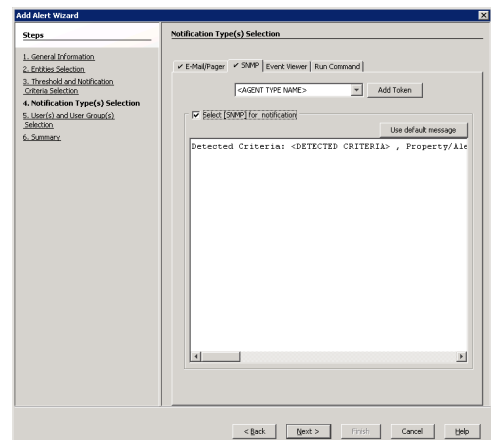 Add Alert Wizard
Steps
1. General Information
2. Entities Selection
3. Threshold and Notification
Criteria Selection
4. Notification Type(s) Selection
5. User(s) and User Group(s)
Selection
6. Summary
Notification Type(s) Selection
E-Mail/Pager
SNMP
Event Viewer
Run Command
<AGENT TYPE NAME>
Add Token
Select [SNMP] for notification
Use default message
Detected Criteria: <DETECTED CRITERIA> , Property/Ale
< Back
Next >
Finish
Cancel
Help